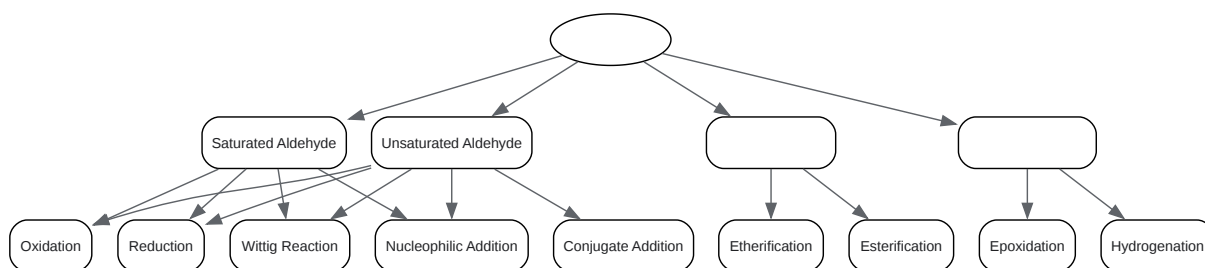 Saturated Aldehyde
Unsaturated Aldehyde
Oxidation
Reduction
Wittig Reaction
Nucleophilic Addition
Conjugate Addition
Etherification
Esterification
Epoxidation
Hydrogenation